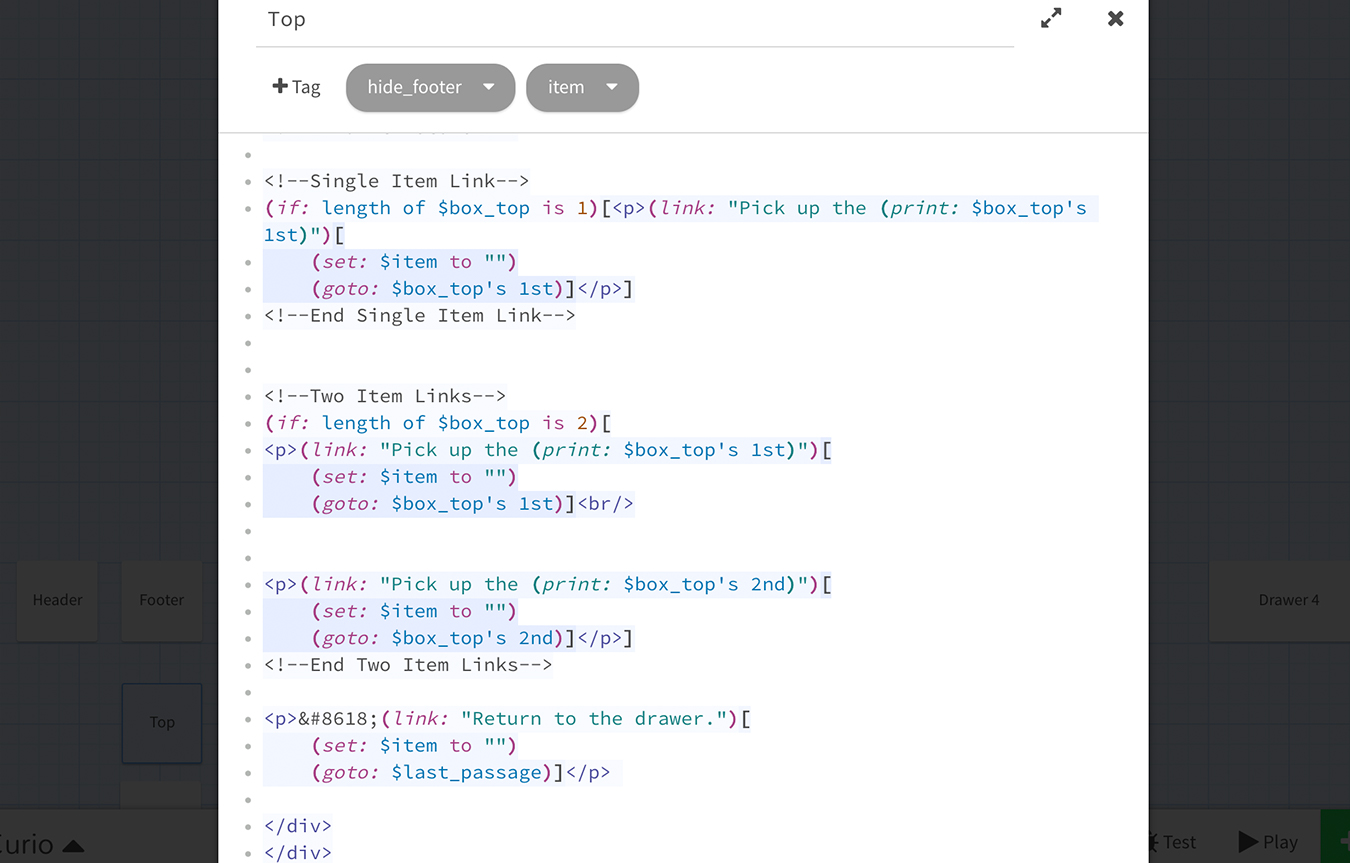 Top
+ Tag
hide_footer
item
<!--Single Item Link-->
(if: length of $box_top is 1)[<p>(link: "Pick up the (print: $box_top's
1st)")[
    (set: $item to "")
    (goto: $box_top's 1st)]</p>]
<!--End Single Item Link-->
<!--Two Item Links-->
(if: length of $box_top is 2)[
<p>(link: "Pick up the (print: $box_top's 1st)")[
    (set: $item to "")
    (goto: $box_top's 1st)]<br/>
<p>(link: "Pick up the (print: $box_top's 2nd)")[
    (set: $item to "")
    (goto: $box_top's 2nd)]</p>]
<!--End Two Item Links-->
<p>&#8618;(link: "Return to the drawer.")[
    (set: $item to "")
    (goto: $last_passage)]</p>
</div>
</div>
Header
Footer
Drawer 4
Top
Test
Play